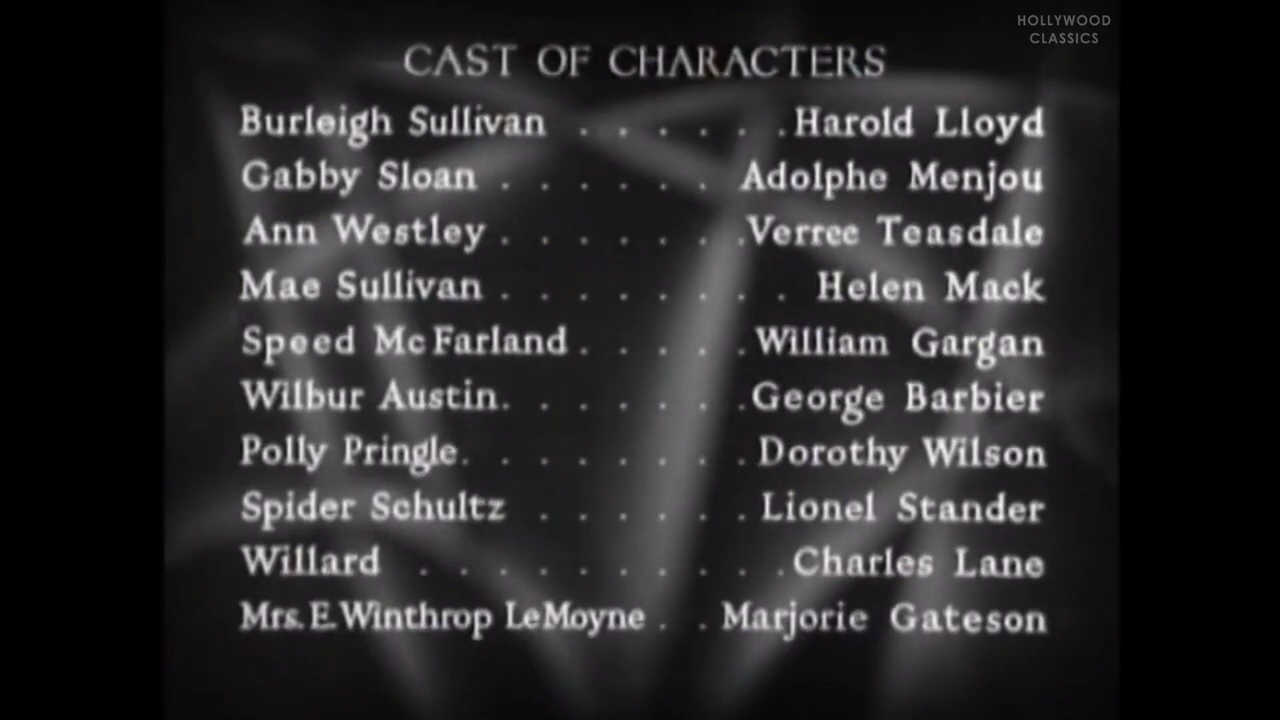 HOLLYWOOD
CLASSICS
CAST OF CHARACTERS
Burleigh Sullivan . . . . . . Harold Lloyd
Gabby Sloan . . . . . . Adolphe Menjou
Ann Westley . . . . . . . Verree Teasdale
Mae Sullivan . . . . . . . . Helen Mack
Speed McFarland . . . . . William Gargan
Wilbur Austin. . . . . . . George Barbier
Polly Pringle. . . . . . . . Dorothy Wilson
Spider Schultz . . . . . . Lionel Stander
Willard . . . . . . . . . . Charles Lane
Mrs. E. Winthrop LeMoyne . . Marjorie Gateson